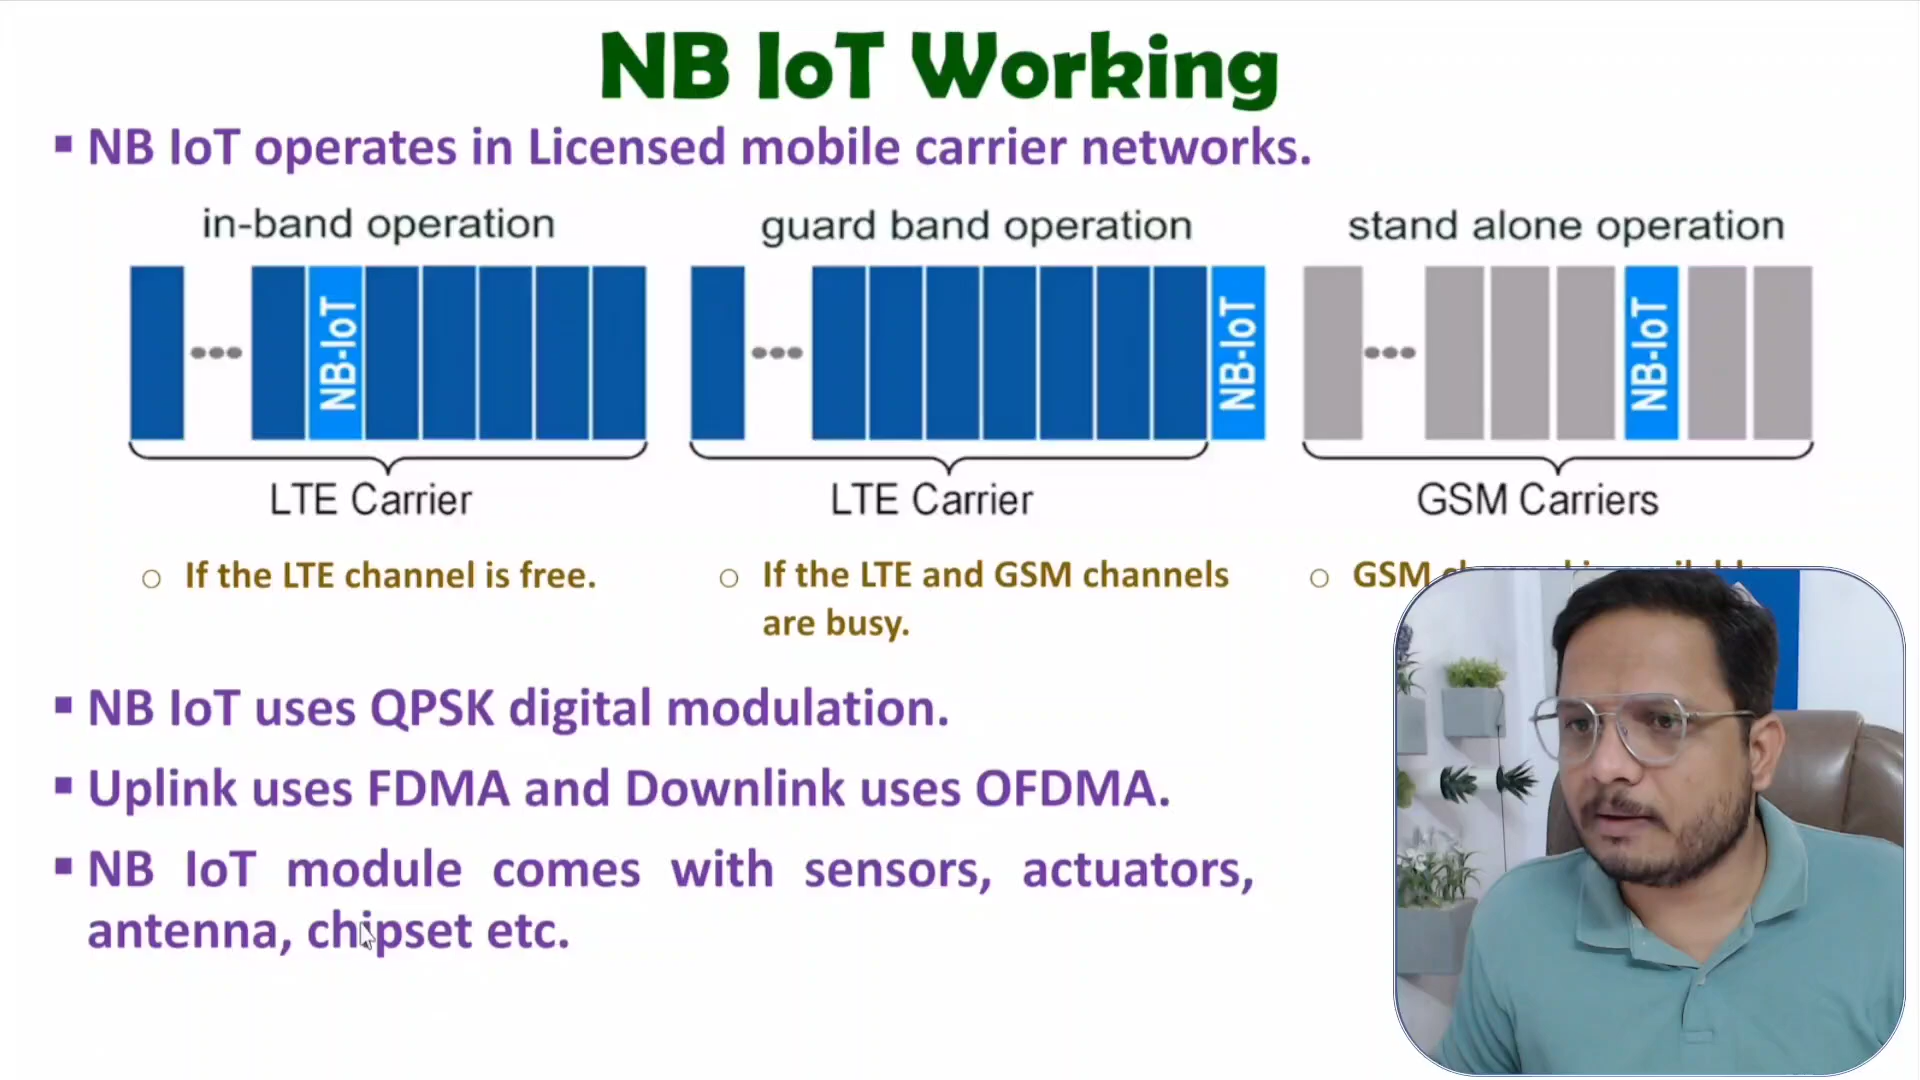 NB IoT Working
▪ NB IoT operates in Licensed mobile carrier networks.
in-band operation
NB-IoT
LTE Carrier
○ If the LTE channel is free.
guard band operation
NB-IoT
LTE Carrier
○ If the LTE and GSM channels
are busy.
stand alone operation
NB-IoT
GSM Carriers
○ GSM
▪ NB IoT uses QPSK digital modulation.
▪ Uplink uses FDMA and Downlink uses OFDMA.
▪ NB IoT module comes with sensors, actuators,
antenna, chipset etc.